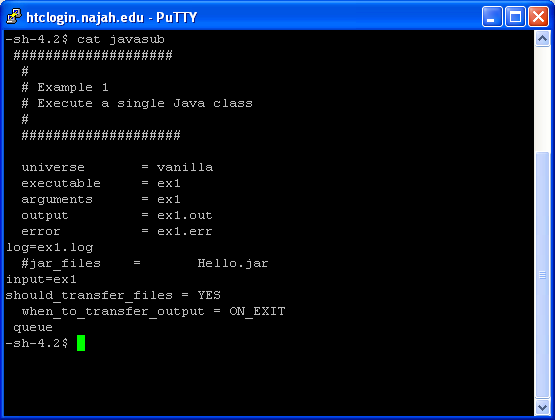 htclogin.najah.edu - PuTTY
-sh-4.2$ cat javasub
 ####################
  #
  # Example 1
  # Execute a single Java class
  #
  ####################

  universe       = vanilla
  executable     = ex1
  arguments      = ex1
  output         = ex1.out
  error          = ex1.err
log=ex1.log
  #jar_files    =       Hello.jar
input=ex1
should_transfer_files = YES
  when_to_transfer_output = ON_EXIT
 queue
-sh-4.2$